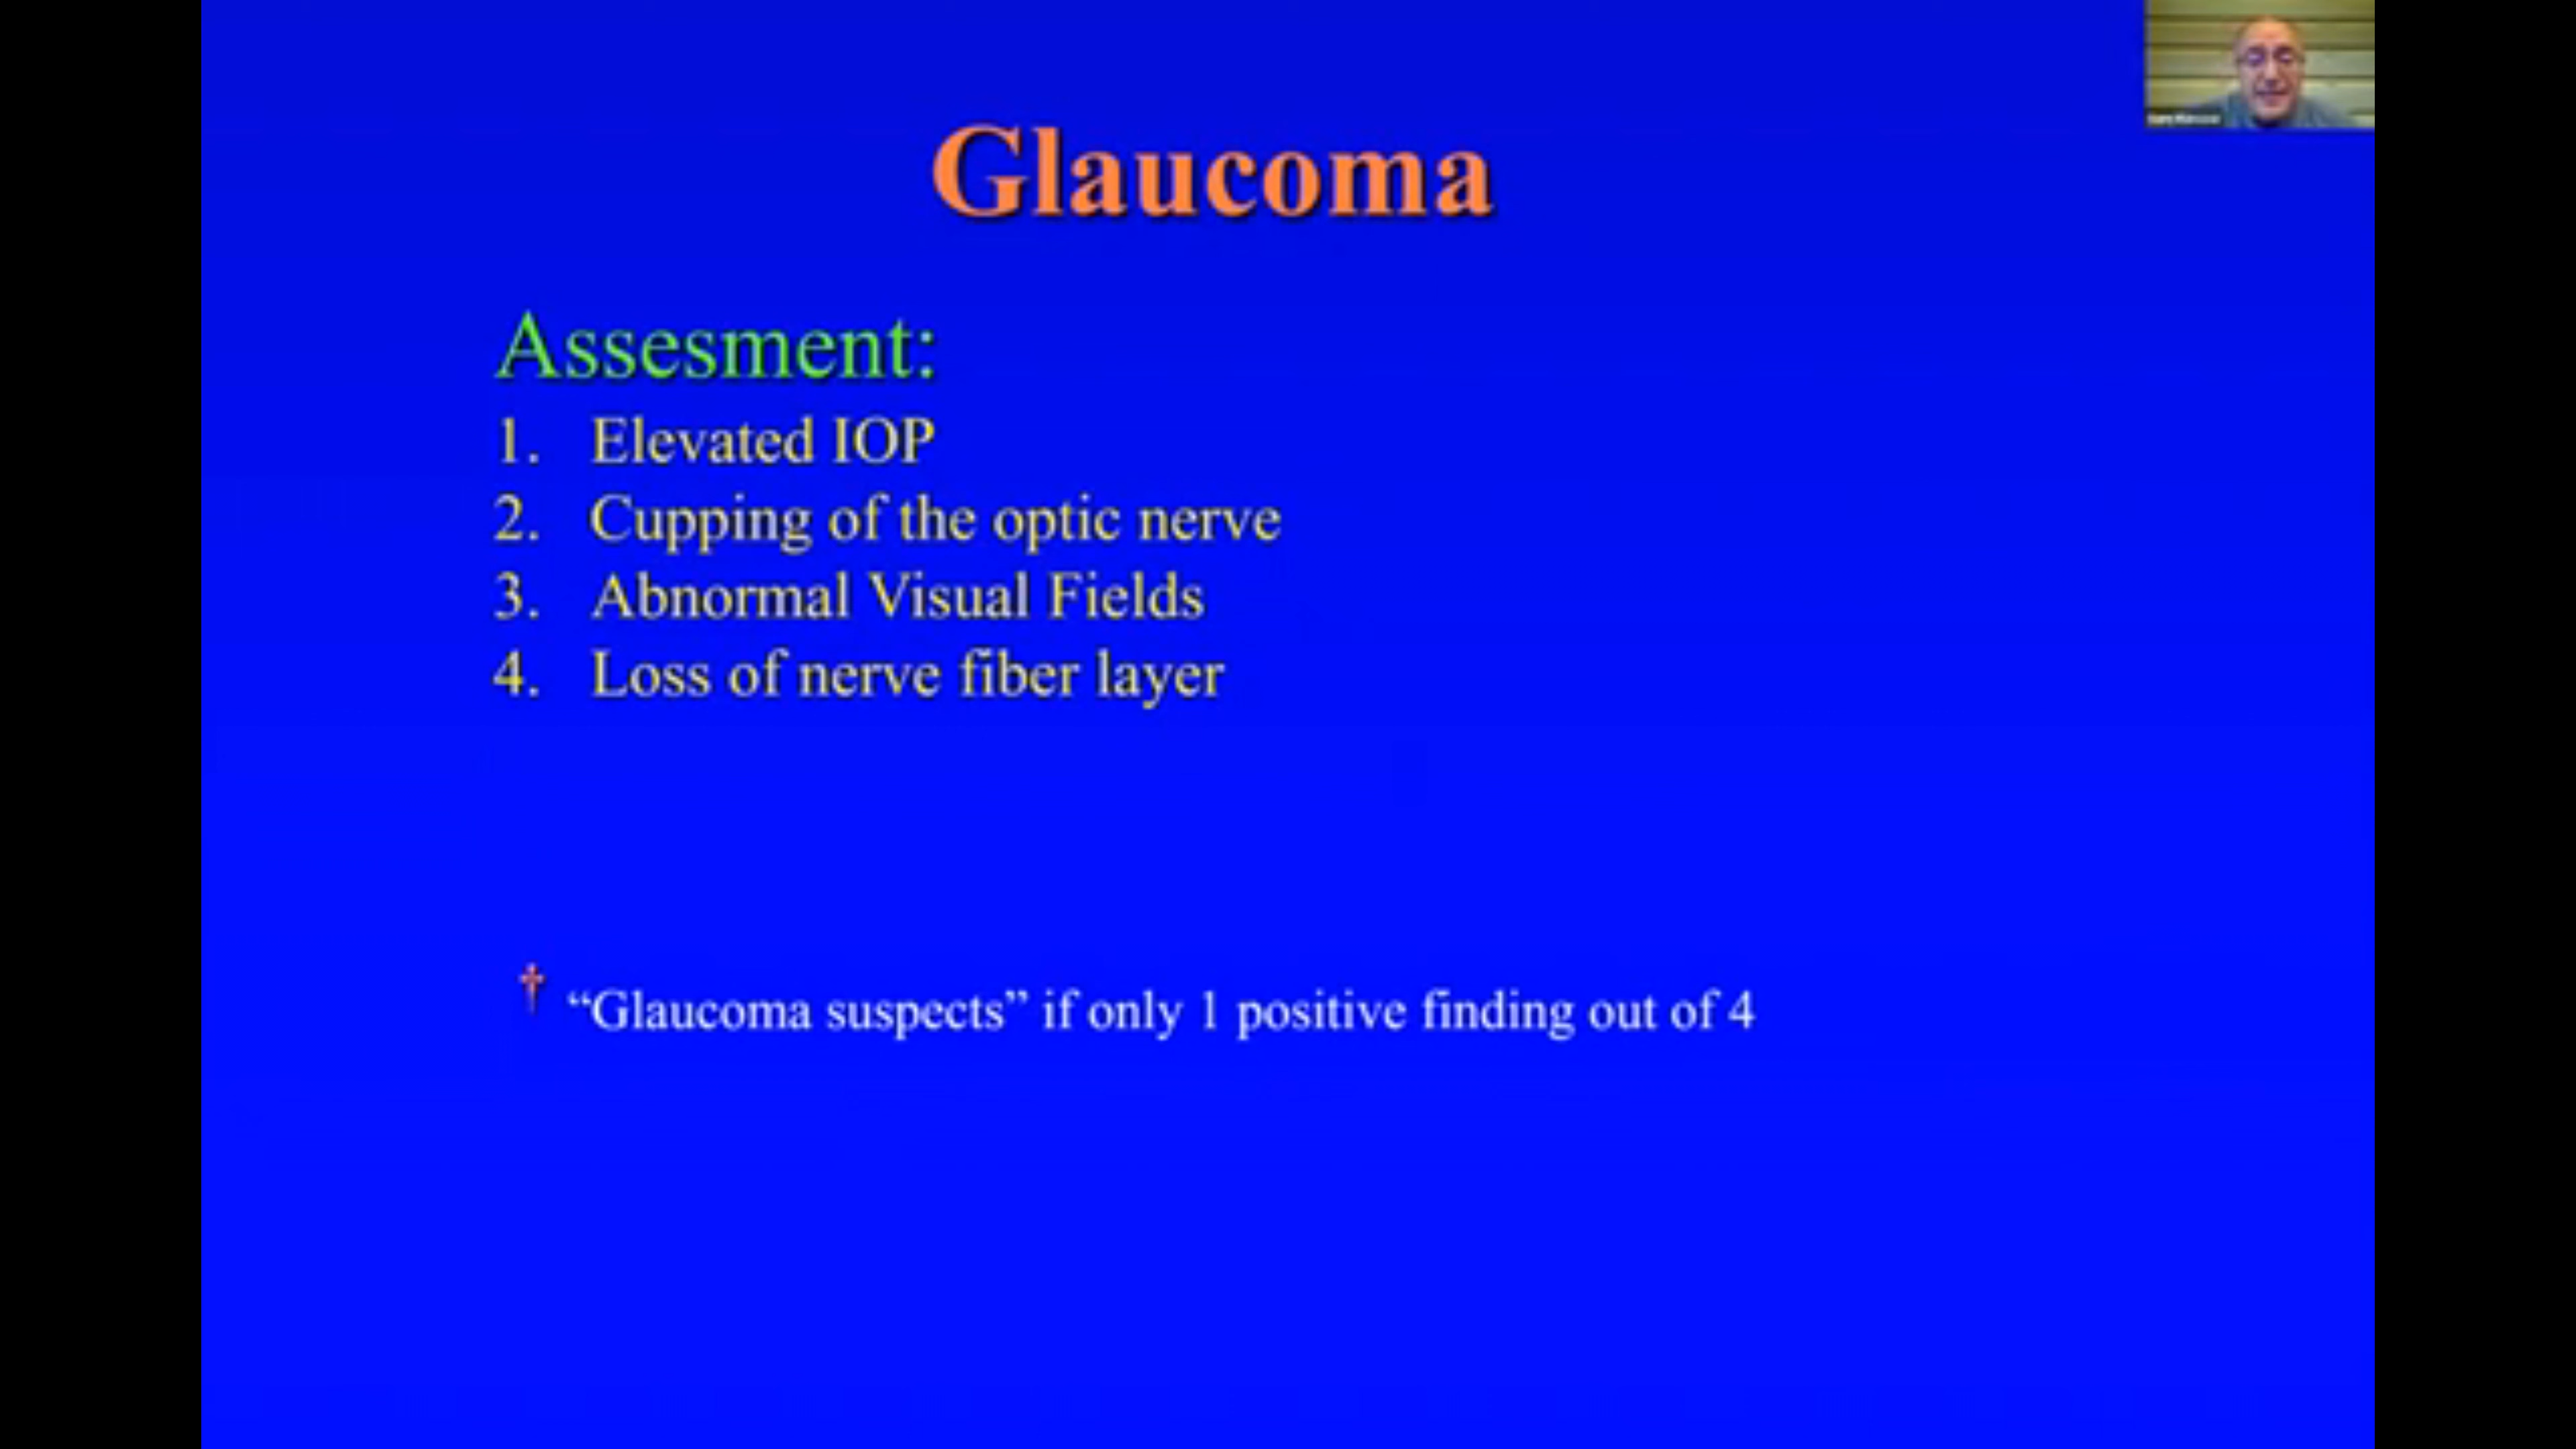 Glaucoma
Assesment:
1. Elevated IOP
2. Cupping of the optic nerve
3. Abnormal Visual Fields
4. Loss of nerve fiber layer
† “Glaucoma suspects” if only 1 positive finding out of 4